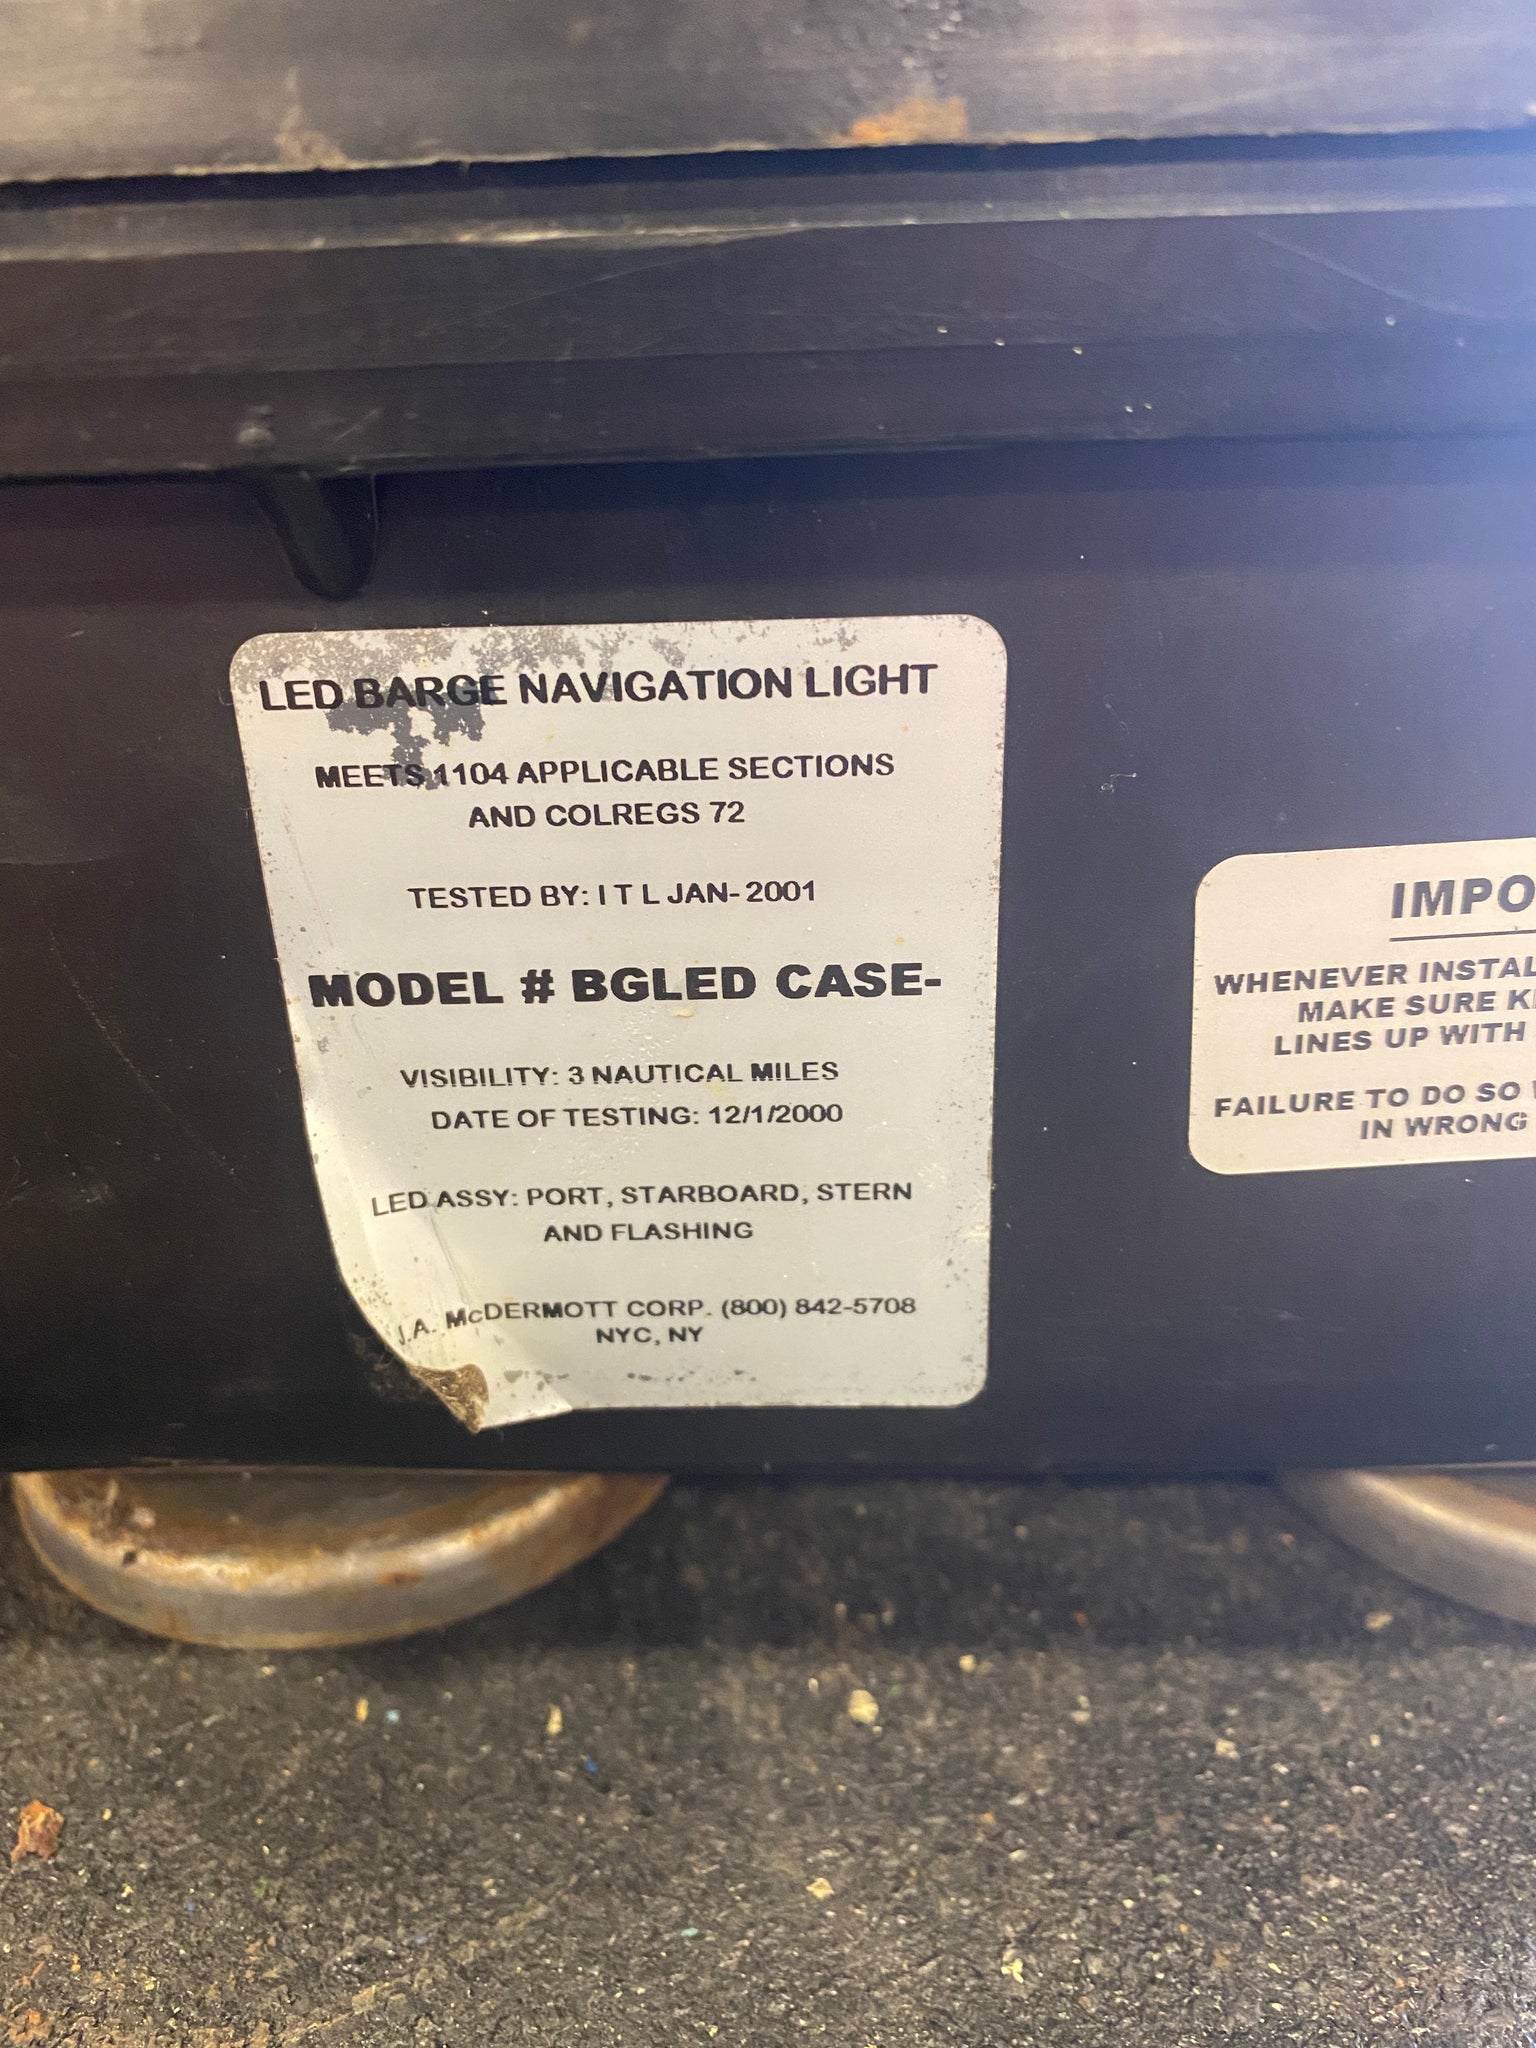 LED BARGE NAVIGATION LIGHT
MEETS 1104 APPLICABLE SECTIONS
AND COLREGS 72
TESTED BY: I T L JAN- 2001
MODEL # BGLED CASE-
VISIBILITY: 3 NAUTICAL MILES
DATE OF TESTING: 12/1/2000
LED ASSY: PORT, STARBOARD, STERN
AND FLASHING
J.A. McDERMOTT CORP. (800) 842-5708
NYC, NY
IMPO
WHENEVER INSTAL
MAKE SURE
LINES UP WITH
FAILURE TO DO SO
IN WRONG